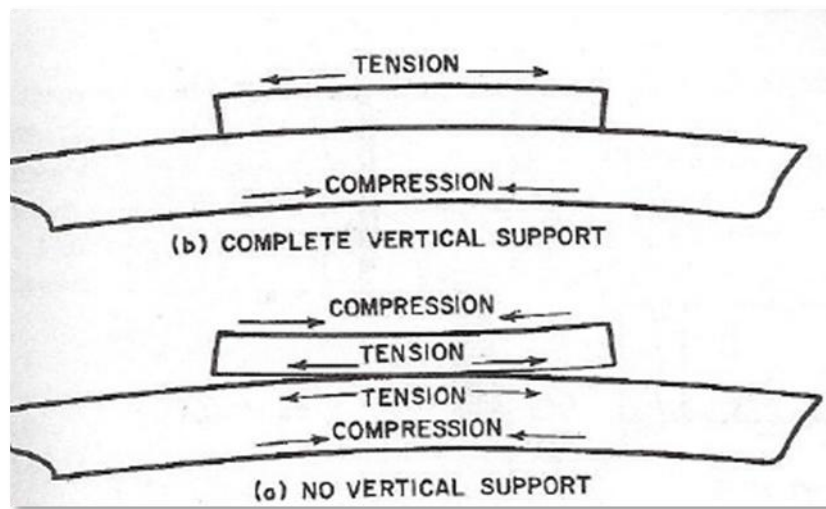 TENSION
COMPRESSION
(b) COMPLETE VERTICAL SUPPORT
COMPRESSION
TENSION
TENSION
COMPRESSION
(a) NO VERTICAL SUPPORT